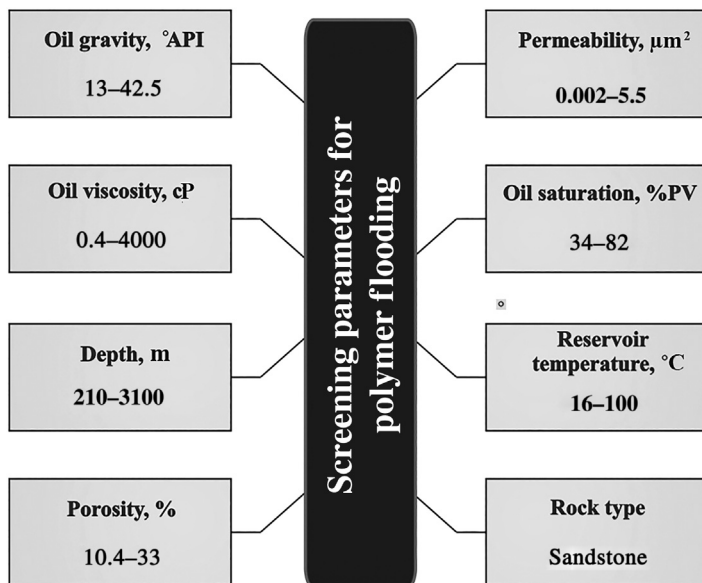 Oil gravity, °API
13–42.5
Oil viscosity, cP
0.4–4000
Depth, m
210–3100
Porosity, %
10.4–33
Screening parameters for
polymer flooding
Permeability, µm²
0.002–5.5
Oil saturation, %PV
34–82
Reservoir
temperature, °C
16–100
Rock type
Sandstone